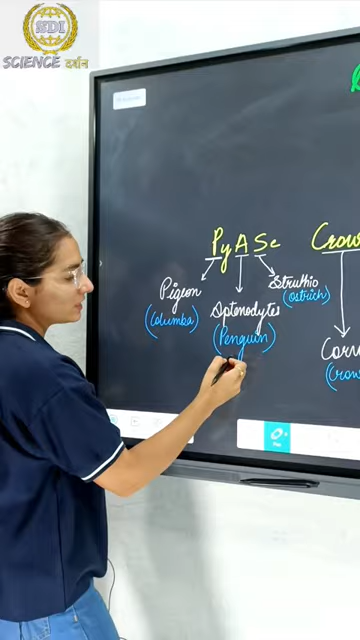 SDI
SCIENCE दर्शन
PyASe Crow
Pigeon Aptenodytes Struthio
(Columba) (Penguin) (Ostrich)
Corv
(Crow